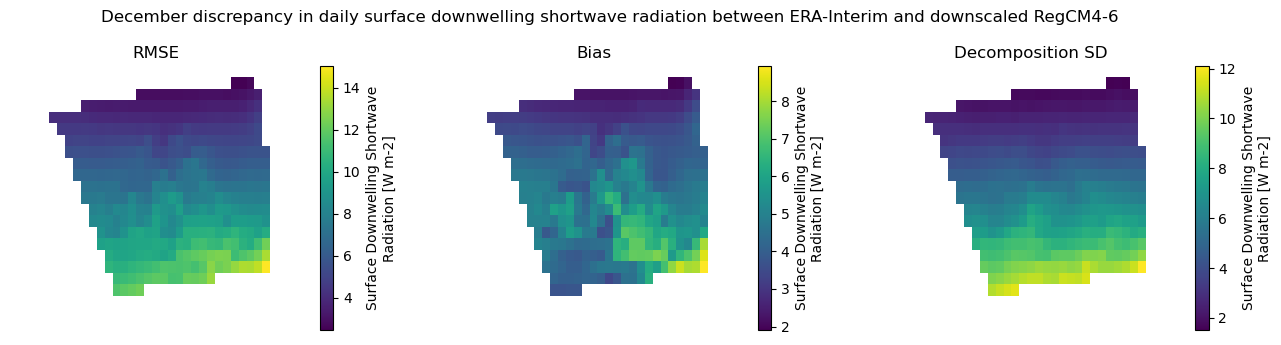 December discrepancy in daily surface downwelling shortwave radiation between ERA-Interim and downscaled RegCM4-6
RMSE
14
12
10
8
6
4
Surface Downwelling Shortwave
Radiation [W m-2]
Bias
8
7
6
5
4
3
2
Surface Downwelling Shortwave
Radiation [W m-2]
Decomposition SD
12
10
8
6
4
2
Surface Downwelling Shortwave
Radiation [W m-2]